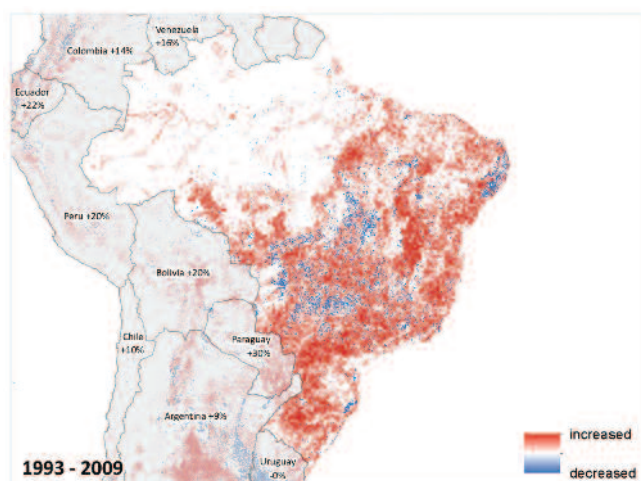 Venezuela
+16%
Colombia +14%
Ecuador
+22%
Peru +20%
Bolivia +20%
Chile
+10%
Paraguay
+30%
Argentina +9%
Uruguay
-0%
1993 - 2009
increased
decreased